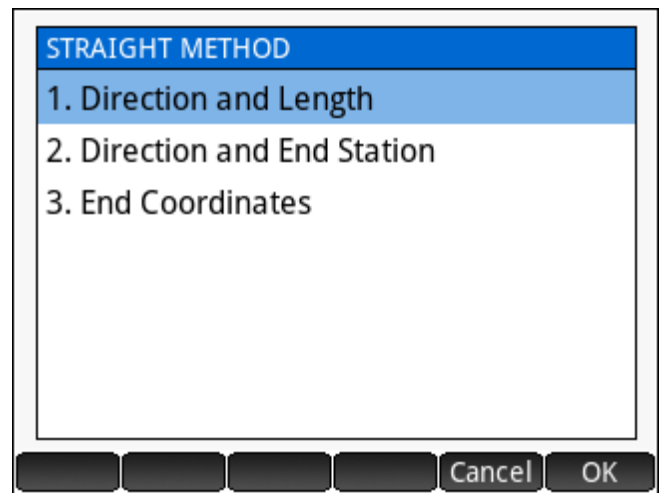 STRAIGHT METHOD
1. Direction and Length
2. Direction and End Station
3. End Coordinates
Cancel OK